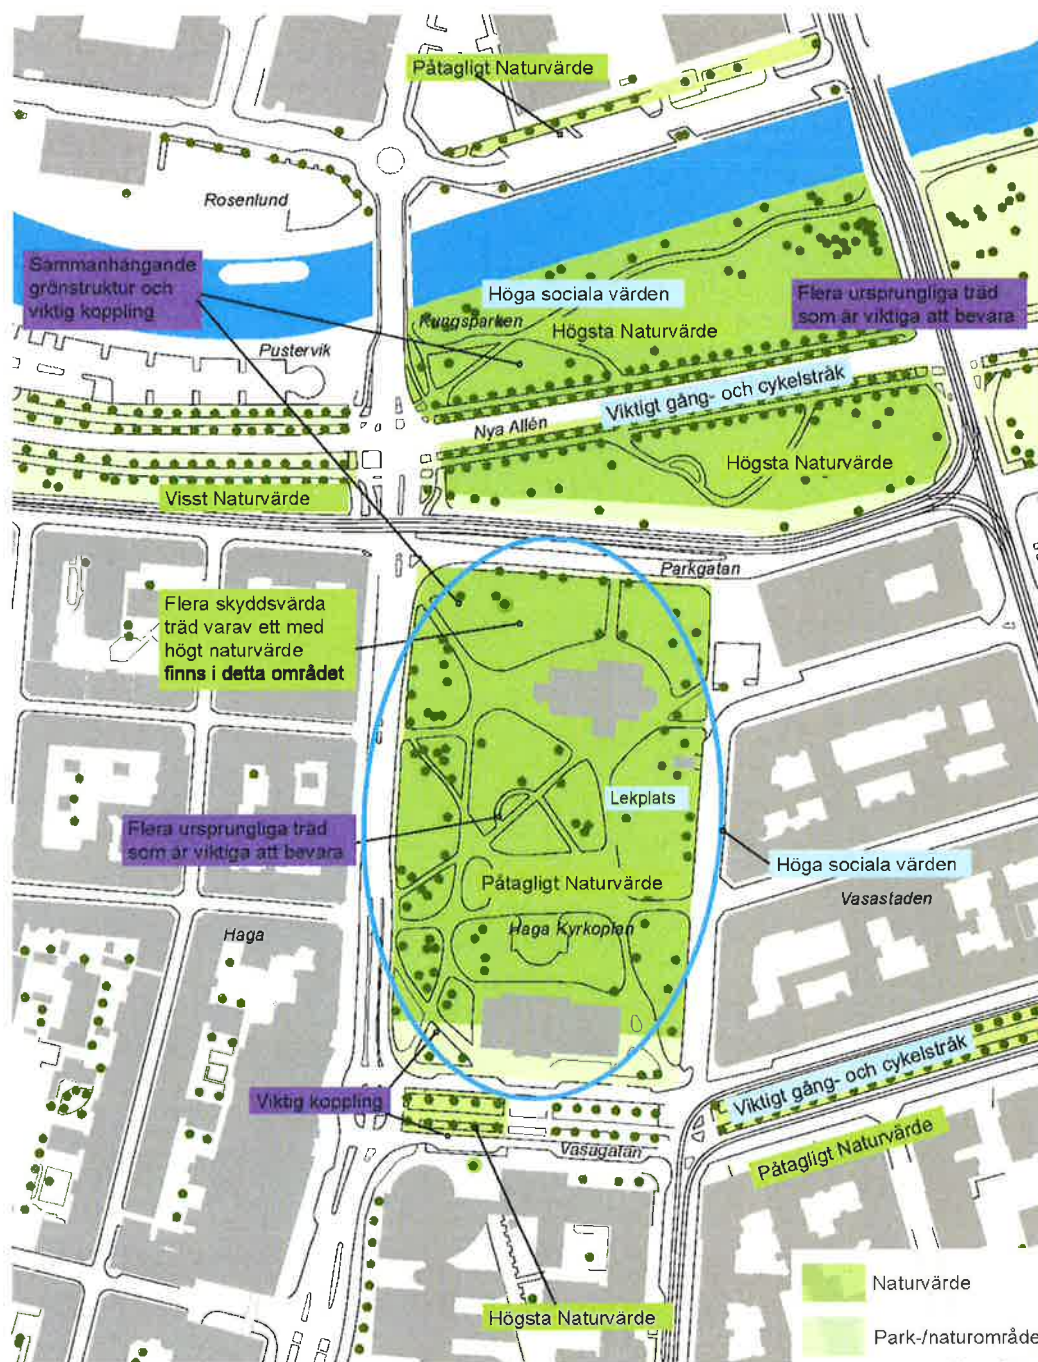 Påtagligt Naturvärde
Rosenlund
Sammanhängande
grönstruktur och
viktig koppling
Höga sociala värden
Kungsparken
Högsta Naturvärde
Flera ursprungliga träd
som är viktiga att bevara
Pustervik
Viktigt gång- och cykelstråk
Nya Allén
Högsta Naturvärde
Visst Naturvärde
Parkgatan
Flera skyddsvärda
träd varav ett med
högt naturvärde
finns i detta området
Lekplats
Flera ursprungliga träd
som är viktiga att bevara
Höga sociala värden
Påtagligt Naturvärde
Vasastaden
Haga Kyrkoplan
Haga
Viktigt gång- och cykelstråk
Viktig koppling
Vasagatan
Påtagligt Naturvärde
Högsta Naturvärde
Naturvärde
Park-/naturområde